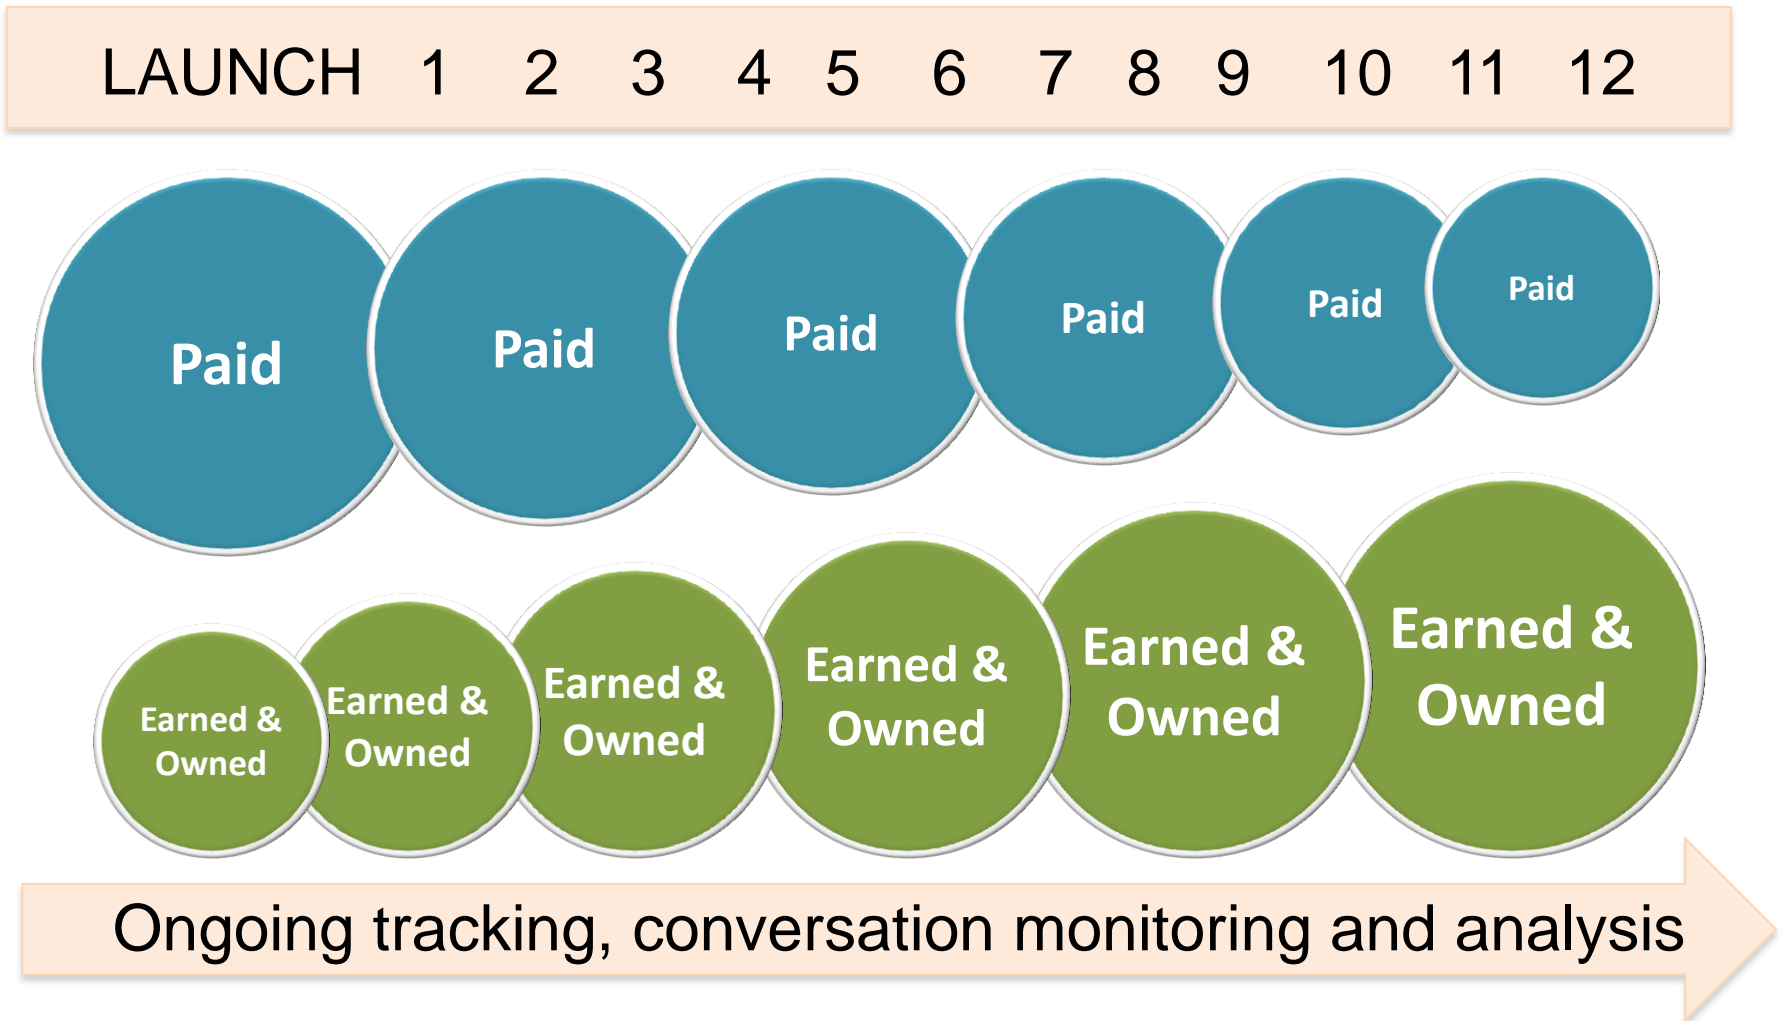 LAUNCH 1 2 3 4 5 6 7 8 9 10 11 12
Paid
Paid
Paid
Paid
Paid
Paid
Earned &
Owned
Earned &
Owned
Earned &
Owned
Earned &
Owned
Earned &
Owned
Earned &
Owned
Ongoing tracking, conversation monitoring and analysis